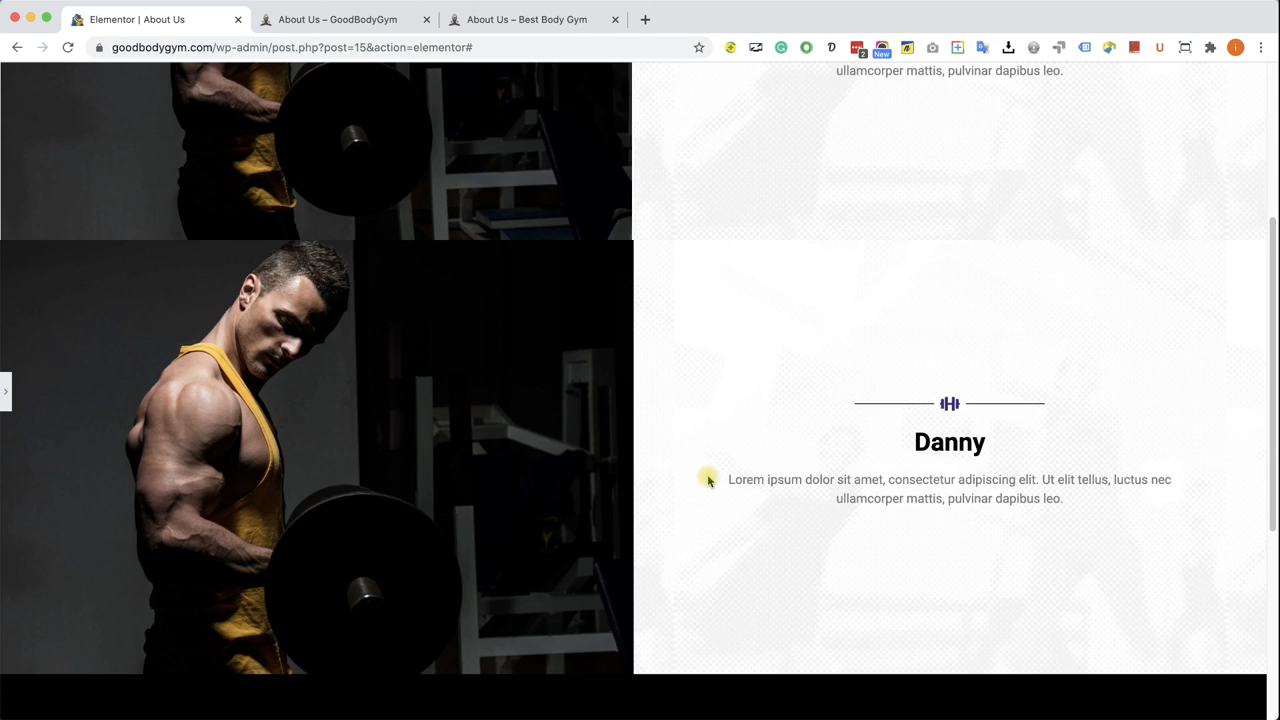 Elementor | About Us
About Us – GoodBodyGym
About Us – Best Body Gym
goodbodygym.com/wp-admin/post.php?post=15&action=elementor#
2
New
i
ullamcorper mattis, pulvinar dapibus leo.
Danny
Lorem ipsum dolor sit amet, consectetur adipiscing elit. Ut elit tellus, luctus nec
ullamcorper mattis, pulvinar dapibus leo.